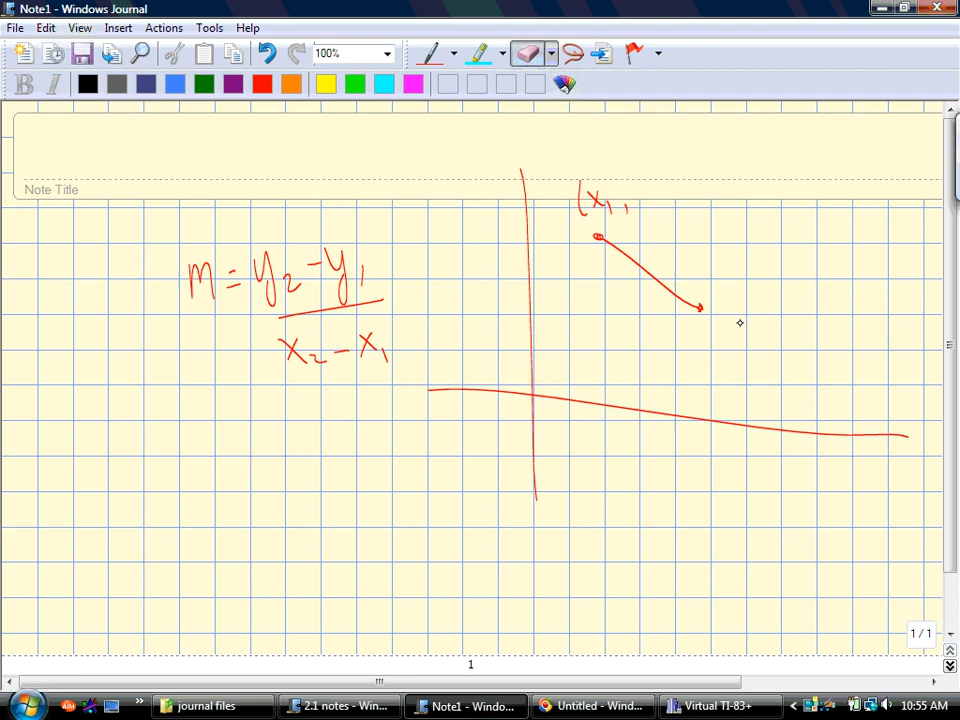 Note1 - Windows Journal
File Edit View Insert Actions Tools Help
100%
B I
Note Title
(x₁,
m = y₂ - y₁
x₂ - x₁
1 / 1
1
journal files
2.1 notes - Win...
Note1 - Windo...
Untitled - Wind...
Virtual TI-83+
10:55 AM